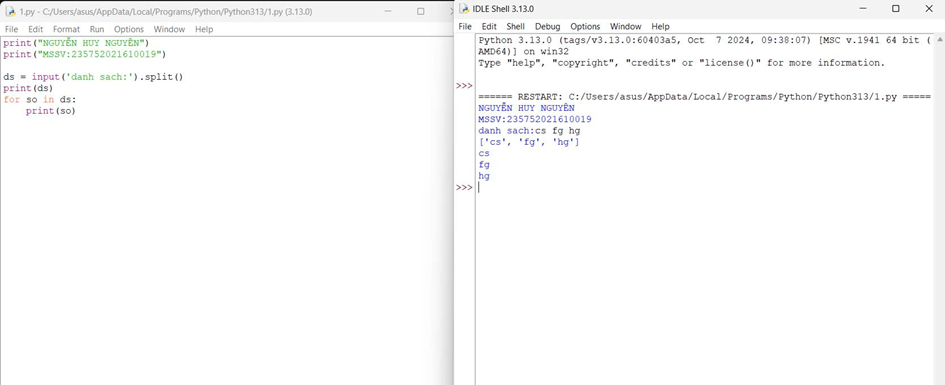 1.py - C:/Users/asus/AppData/Local/Programs/Python/Python313/1.py (3.13.0)
File Edit Format Run Options Window Help
print("NGUYỄN HUY NGUYÊN")
print("MSSV:235752021610019")
ds = input('danh sach:').split()
print(ds)
for so in ds:
    print(so)
IDLE Shell 3.13.0
File Edit Shell Debug Options Window Help
Python 3.13.0 (tags/v3.13.0:60403a5, Oct  7 2024, 09:38:07) [MSC v.1941 64 bit (
AMD64)] on win32
Type "help", "copyright", "credits" or "license()" for more information.
>>>
====== RESTART: C:/Users/asus/AppData/Local/Programs/Python/Python313/1.py =====
NGUYỄN HUY NGUYÊN
MSSV:235752021610019
danh sach:cs fg hg
['cs', 'fg', 'hg']
cs
fg
hg
>>>